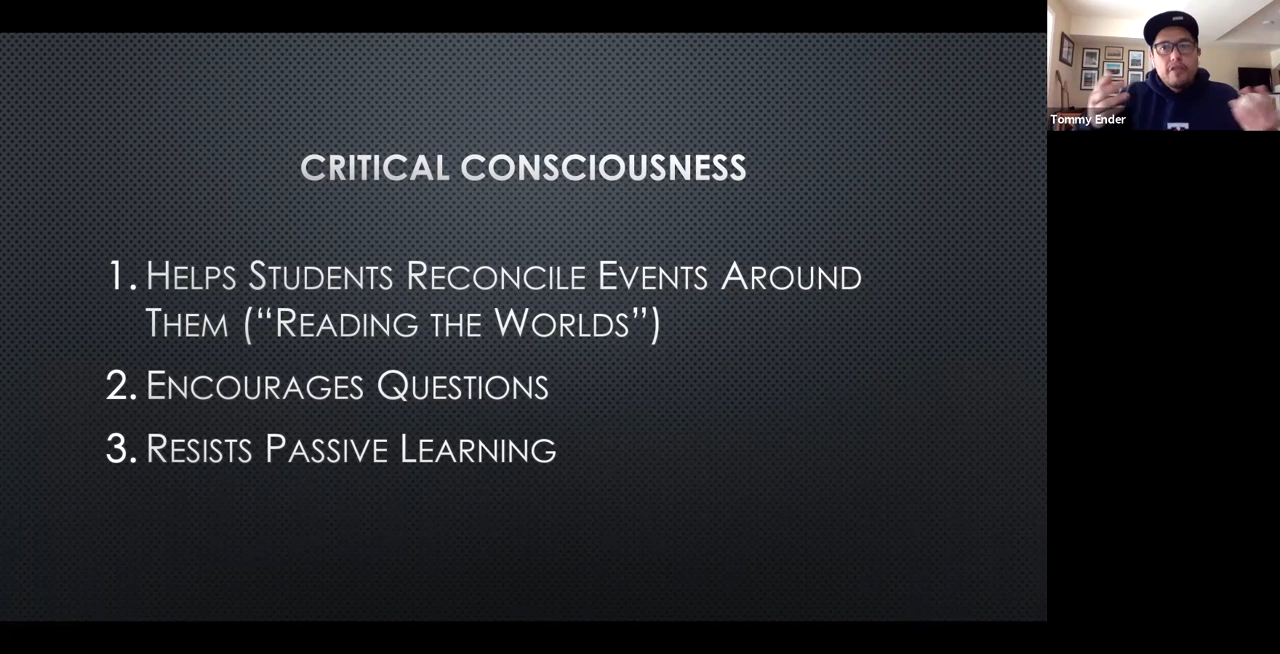 CRITICAL CONSCIOUSNESS
1. HELPS STUDENTS RECONCILE EVENTS AROUND
THEM (“READING THE WORLDS”)
2. ENCOURAGES QUESTIONS
3. RESISTS PASSIVE LEARNING
Tommy Ender